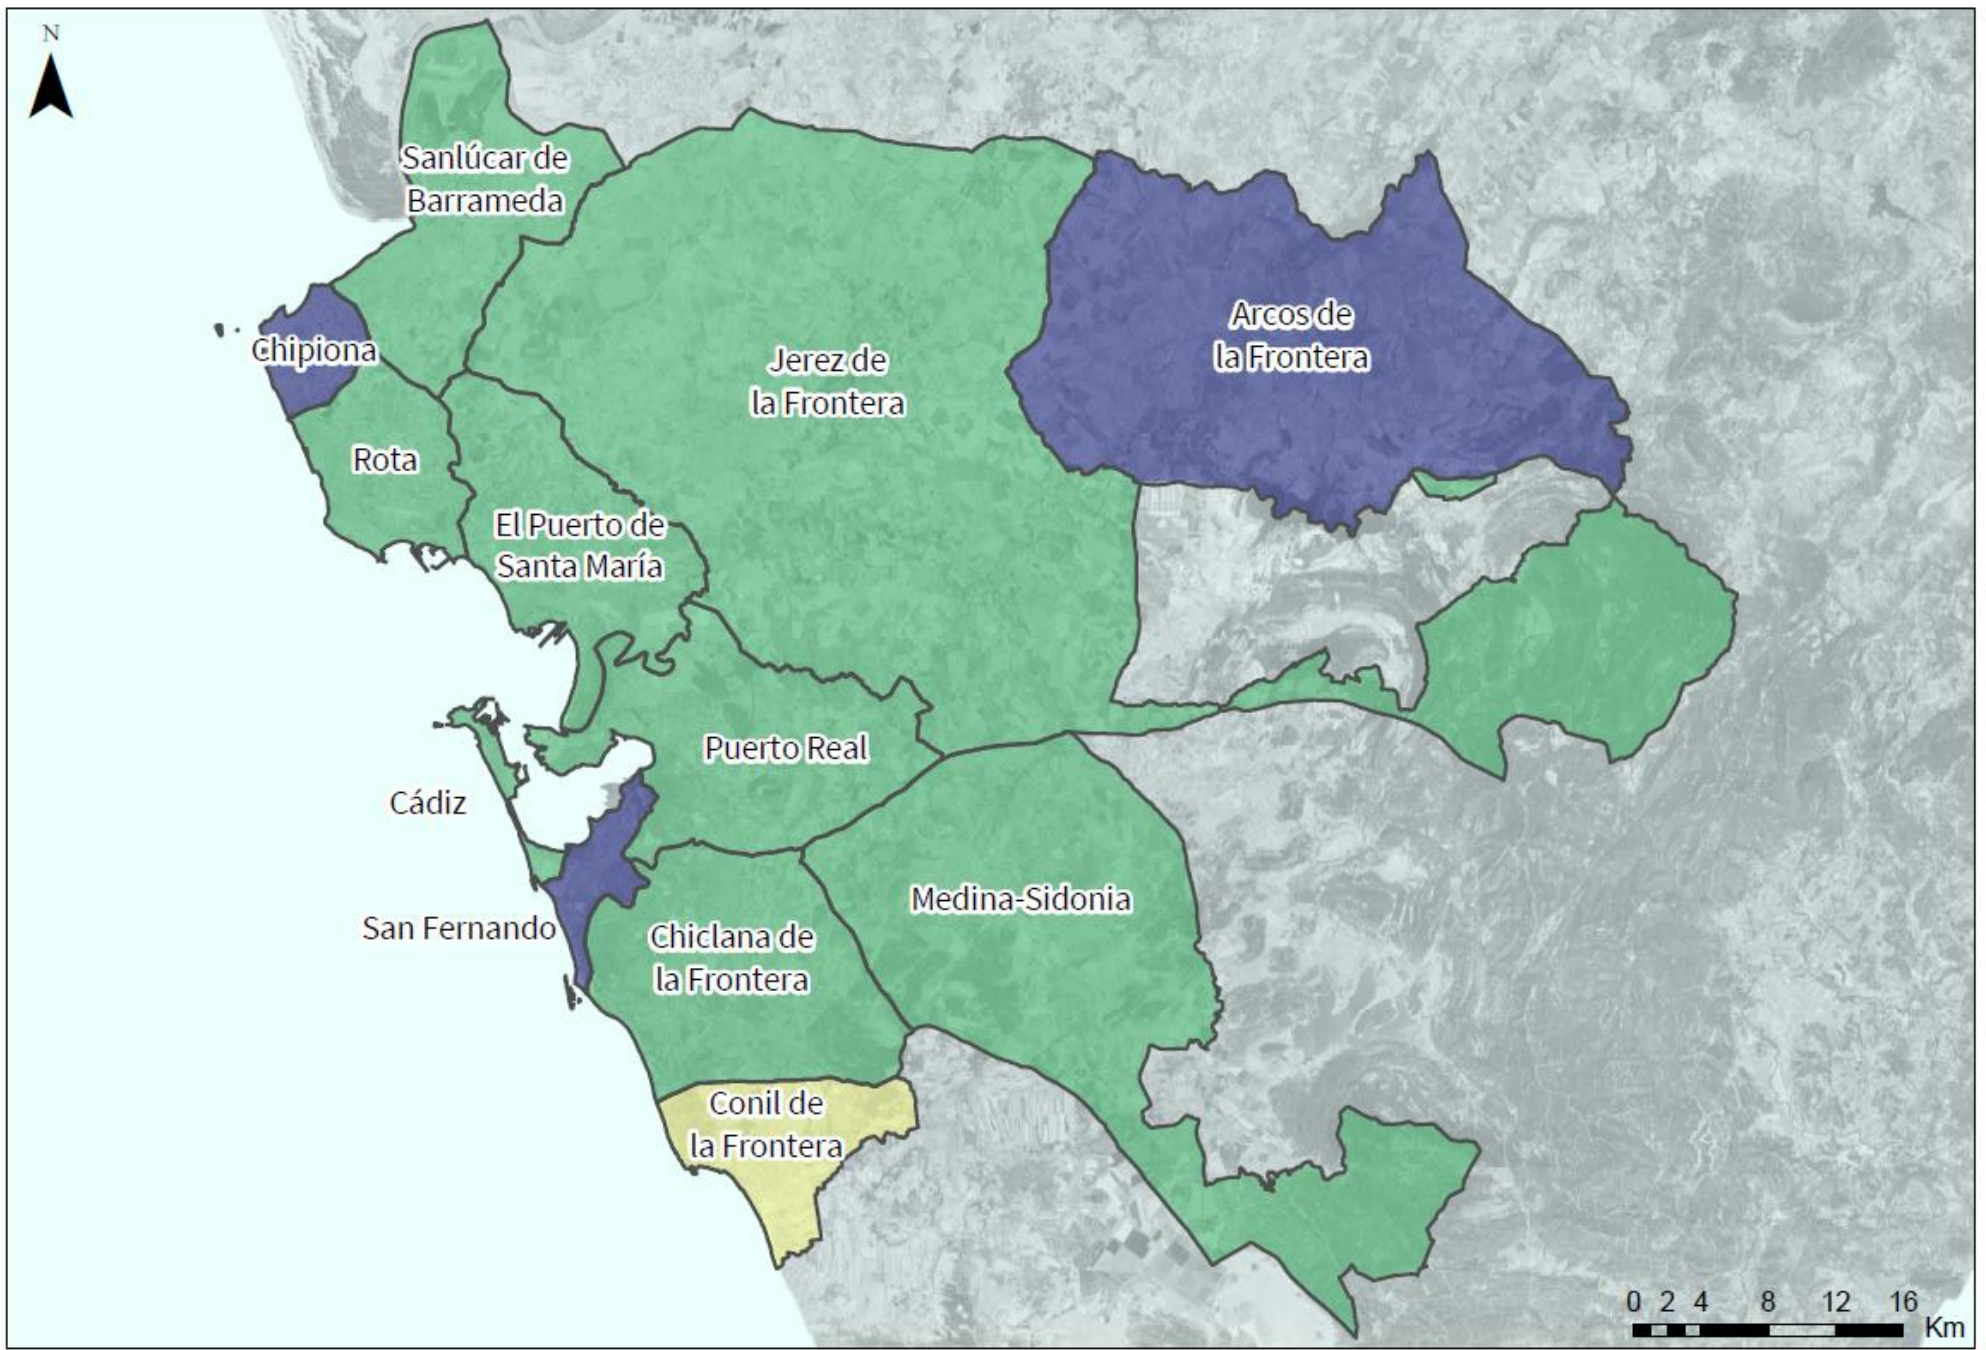 N
Sanlúcar de
Barrameda
Chipiona
Rota
El Puerto de
Santa María
Jerez de
la Frontera
Arcos de
la Frontera
Puerto Real
Cádiz
San Fernando
Chiclana de
la Frontera
Medina-Sidonia
Conil de
la Frontera
0 2 4 8 12 16
Km